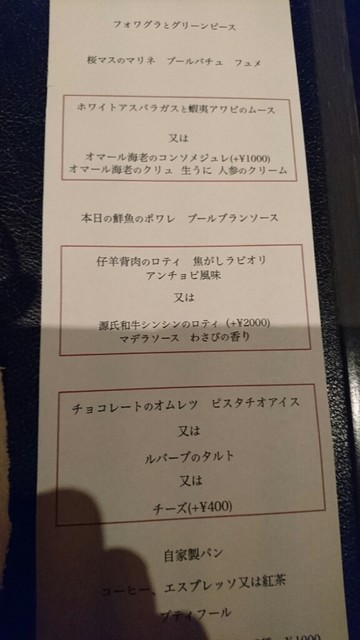 フォワグラとグリーンピース
桜マスのマリネ　ブールバチュ　フュメ
ホワイトアスパラガスと蝦夷アワビのムース
又は
オマール海老のコンソメジュレ(+¥1000)
オマール海老のクリュ　生うに　人参のクリーム
本日の鮮魚のポワレ　ブールブランソース
仔羊背肉のロティ　焦がしラビオリ
アンチョビ風味
又は
源氏和牛シンシンのロティ（+¥2000)
マデラソース　わさびの香り
チョコレートのオムレツ　ピスタチオアイス
又は
ルバーブのタルト
又は
チーズ(+¥400)
自家製パン
コーヒー、エスプレッソ又は紅茶
プティフール